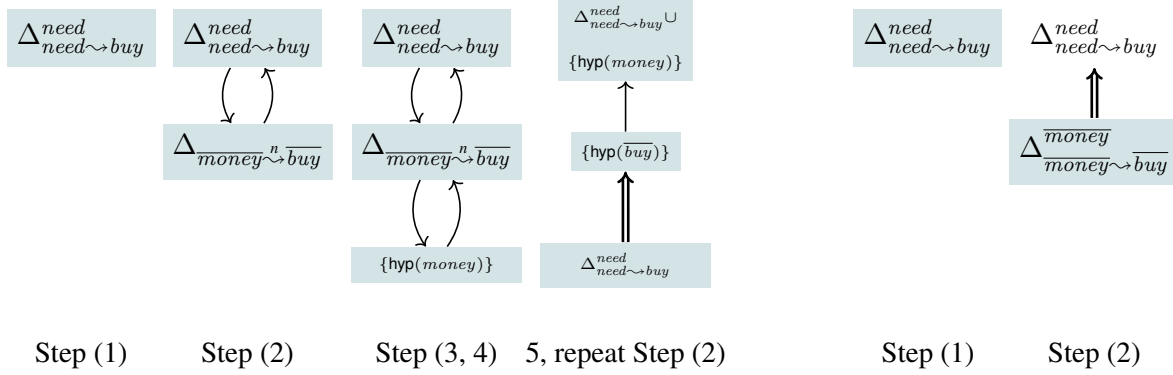 Δ^{need}_{need⤳buy}
Δ^{need}_{need⤳buy}
Δ_{\overline{money} \overset{n}{⤳} \overline{buy}}
Δ^{need}_{need⤳buy}
Δ_{\overline{money} \overset{n}{⤳} \overline{buy}}
{hyp(money)}
Δ^{need}_{need⤳buy} ∪
{hyp(money)}
{hyp(\overline{buy})}
Δ^{need}_{need⤳buy}
Δ^{need}_{need⤳buy}
Δ^{need}_{need⤳buy}
Δ^{\overline{money}}_{\overline{money}⤳\overline{buy}}
Step (1) Step (2) Step (3, 4) 5, repeat Step (2) Step (1) Step (2)